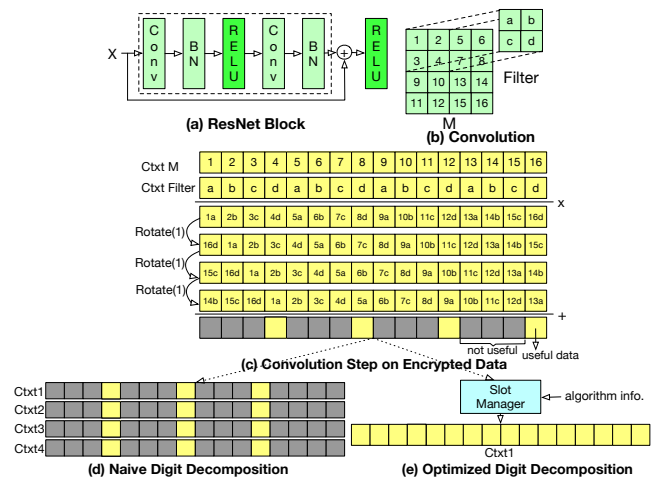 X
Conv
BN
RELU
Conv
BN
+
RELU
(a) ResNet Block
a b
c d
1 2 5 6
3 4 7 8
9 10 13 14
11 12 15 16
Filter
M
(b) Convolution
Ctxt M 1 2 3 4 5 6 7 8 9 10 11 12 13 14 15 16
Ctxt Filter a b c d a b c d a b c d a b c d
x
1a 2b 3c 4d 5a 6b 7c 8d 9a 10b 11c 12d 13a 14b 15c 16d
Rotate(1)
16d 1a 2b 3c 4d 5a 6b 7c 8d 9a 10b 11c 12d 13a 14b 15c
Rotate(1)
15c 16d 1a 2b 3c 4d 5a 6b 7c 8d 9a 10b 11c 12d 13a 14b
Rotate(1)
14b 15c 16d 1a 2b 3c 4d 5a 6b 7c 8d 9a 10b 11c 12d 13a
+
not useful
useful data
(c) Convolution Step on Encrypted Data
Ctxt1
Ctxt2
Ctxt3
Ctxt4
(d) Naive Digit Decomposition
Slot
Manager
algorithm info.
Ctxt1
(e) Optimized Digit Decomposition